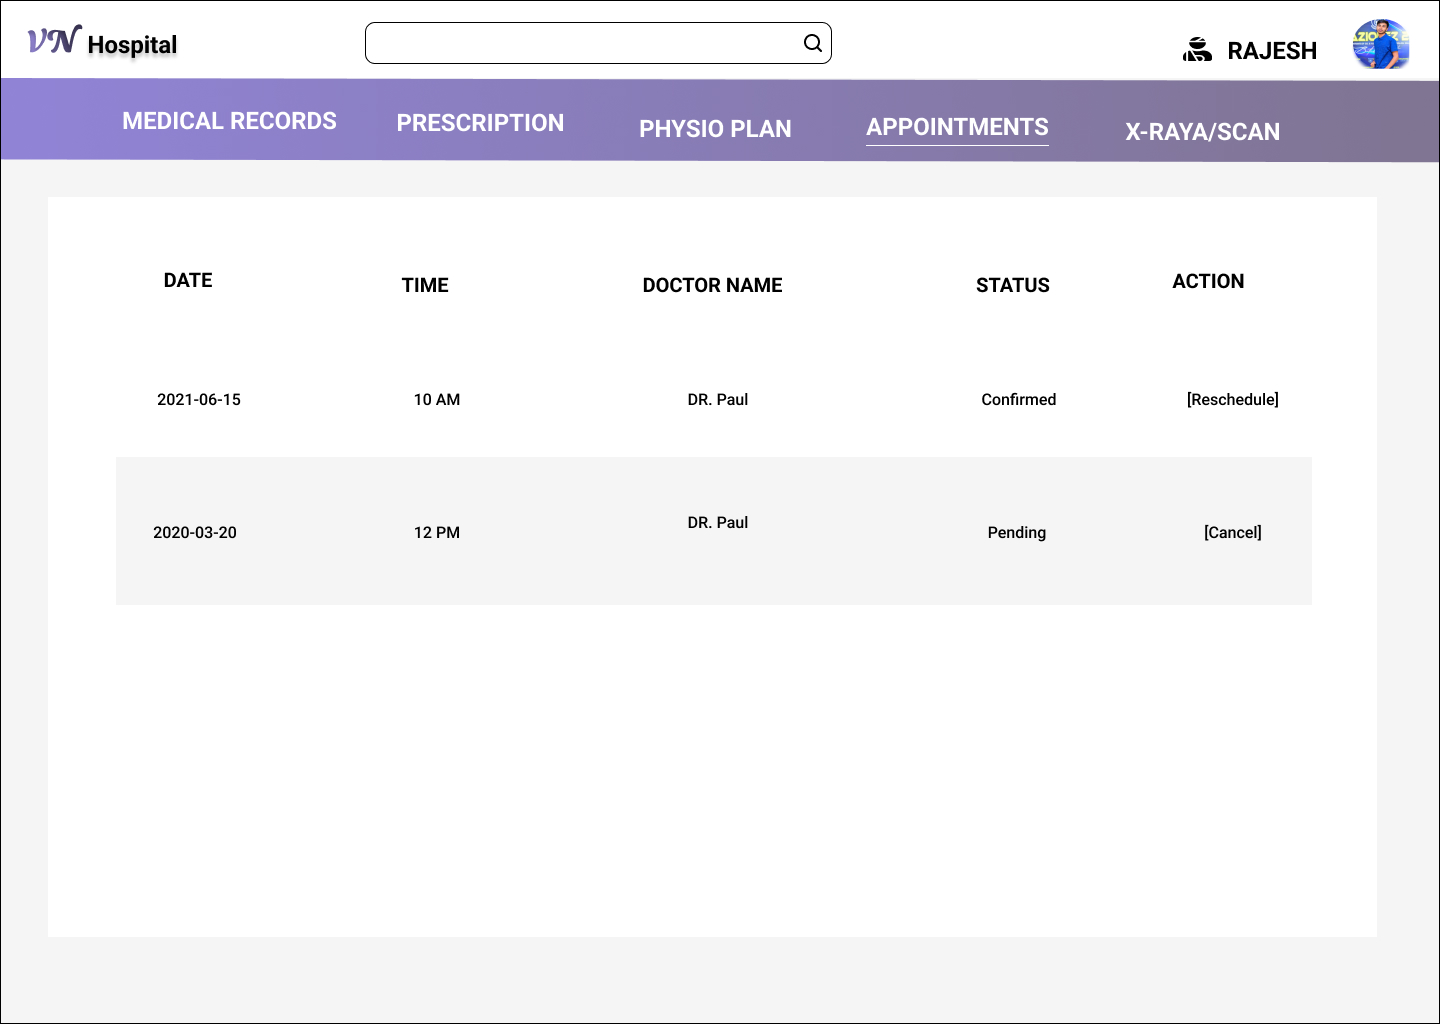 VN Hospital
RAJESH
MEDICAL RECORDS PRESCRIPTION PHYSIO PLAN APPOINTMENTS X-RAYA/SCAN
DATE TIME DOCTOR NAME STATUS ACTION
2021-06-15 10 AM DR. Paul Confirmed [Reschedule]
2020-03-20 12 PM DR. Paul Pending [Cancel]